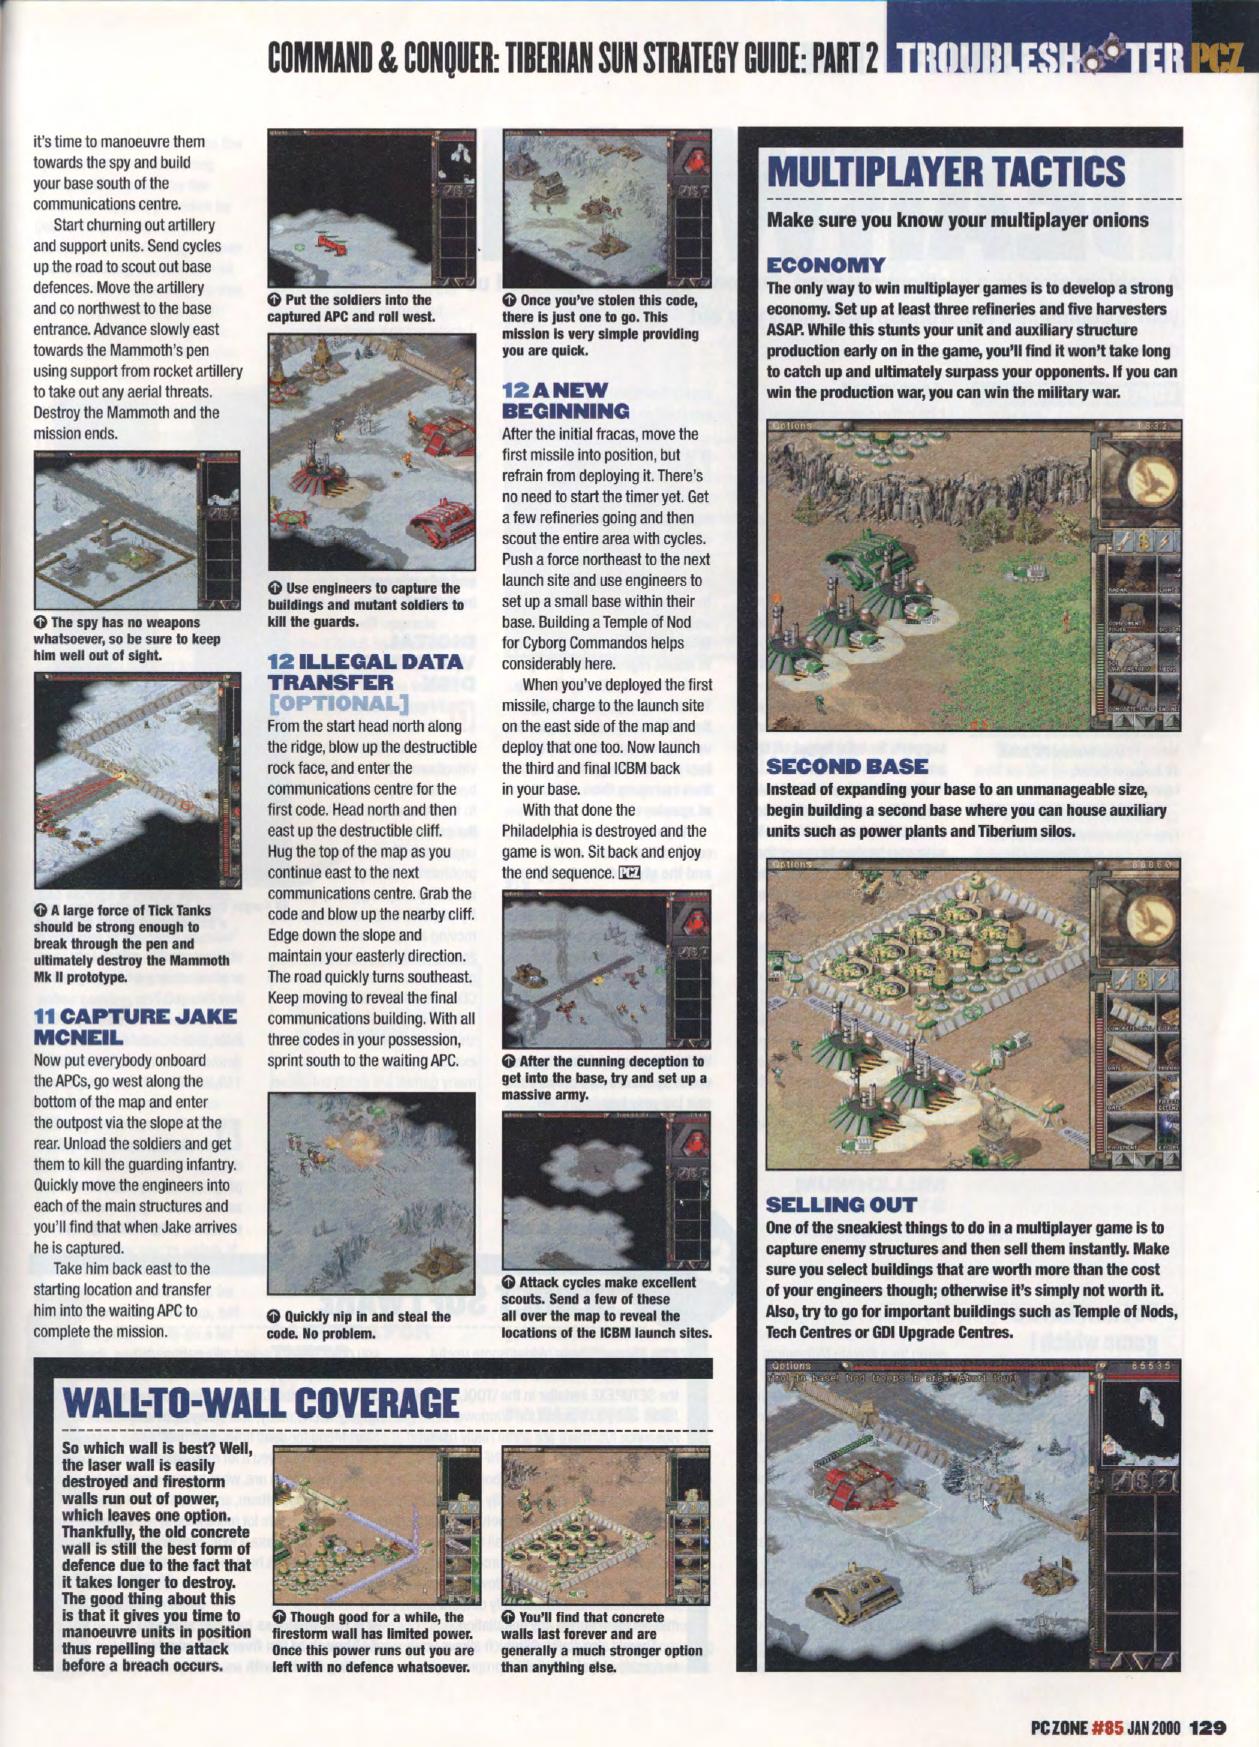 COMMAND & CONQUER: TIBERIAN SUN STRATEGY GUIDE: PART 2
TROUBLESHOOTER PCZ
it's time to manoeuvre them
towards the spy and build
your base south of the
communications centre.
Start churning out artillery
and support units. Send cycles
up the road to scout out base
defences. Move the artillery
and co northwest to the base
entrance. Advance slowly east
towards the Mammoth's pen
using support from rocket artillery
to take out any aerial threats.
Destroy the Mammoth and the
mission ends.
The spy has no weapons
whatsoever, so be sure to keep
him well out of sight.
A large force of Tick Tanks
should be strong enough to
break through the pen and
ultimately destroy the Mammoth
Mk II prototype.
11 CAPTURE JAKE
MCNEIL
Now put everybody onboard
the APCs, go west along the
bottom of the map and enter
the outpost via the slope at the
rear. Unload the soldiers and get
them to kill the guarding infantry.
Quickly move the engineers into
each of the main structures and
you'll find that when Jake arrives
he is captured.
Take him back east to the
starting location and transfer
him into the waiting APC to
complete the mission.
Put the soldiers into the
captured APC and roll west.
Use engineers to capture the
buildings and mutant soldiers to
kill the guards.
12 ILLEGAL DATA
TRANSFER
[OPTIONAL]
From the start head north along
the ridge, blow up the destructible
rock face, and enter the
communications centre for the
first code. Head north and then
east up the destructible cliff.
Hug the top of the map as you
continue east to the next
communications centre. Grab the
code and blow up the nearby cliff.
Edge down the slope and
maintain your easterly direction.
The road quickly turns southeast.
Keep moving to reveal the final
communications building. With all
three codes in your possession,
sprint south to the waiting APC.
Quickly nip in and steal the
code. No problem.
Once you've stolen this code,
there is just one to go. This
mission is very simple providing
you are quick.
12 A NEW
BEGINNING
After the initial fracas, move the
first missile into position, but
refrain from deploying it. There's
no need to start the timer yet. Get
a few refineries going and then
scout the entire area with cycles.
Push a force northeast to the next
launch site and use engineers to
set up a small base within their
base. Building a Temple of Nod
for Cyborg Commandos helps
considerably here.
When you've deployed the first
missile, charge to the launch site
on the east side of the map and
deploy that one too. Now launch
the third and final ICBM back
in your base.
With that done the
Philadelphia is destroyed and the
game is won. Sit back and enjoy
the end sequence. PCZ
After the cunning deception to
get into the base, try and set up a
massive army.
Attack cycles make excellent
scouts. Send a few of these
all over the map to reveal the
locations of the ICBM launch sites.
MULTIPLAYER TACTICS
Make sure you know your multiplayer onions
ECONOMY
The only way to win multiplayer games is to develop a strong
economy. Set up at least three refineries and five harvesters
ASAP. While this stunts your unit and auxiliary structure
production early on in the game, you'll find it won't take long
to catch up and ultimately surpass your opponents. If you can
win the production war, you can win the military war.
Options
SECOND BASE
Instead of expanding your base to an unmanageable size,
begin building a second base where you can house auxiliary
units such as power plants and Tiberium silos.
Options
SELLING OUT
One of the sneakiest things to do in a multiplayer game is to
capture enemy structures and then sell them instantly. Make
sure you select buildings that are worth more than the cost
of your engineers though; otherwise it's simply not worth it.
Also, try to go for important buildings such as Temple of Nods,
Tech Centres or GDI Upgrade Centres.
Options
WALL-TO-WALL COVERAGE
So which wall is best? Well,
the laser wall is easily
destroyed and firestorm
walls run out of power,
which leaves one option.
Thankfully, the old concrete
wall is still the best form of
defence due to the fact that
it takes longer to destroy.
The good thing about this
is that it gives you time to
manoeuvre units in position
thus repelling the attack
before a breach occurs.
Though good for a while, the
firestorm wall has limited power.
Once this power runs out you are
left with no defence whatsoever.
You'll find that concrete
walls last forever and are
generally a much stronger option
than anything else.
PC ZONE #85 JAN 2000 129